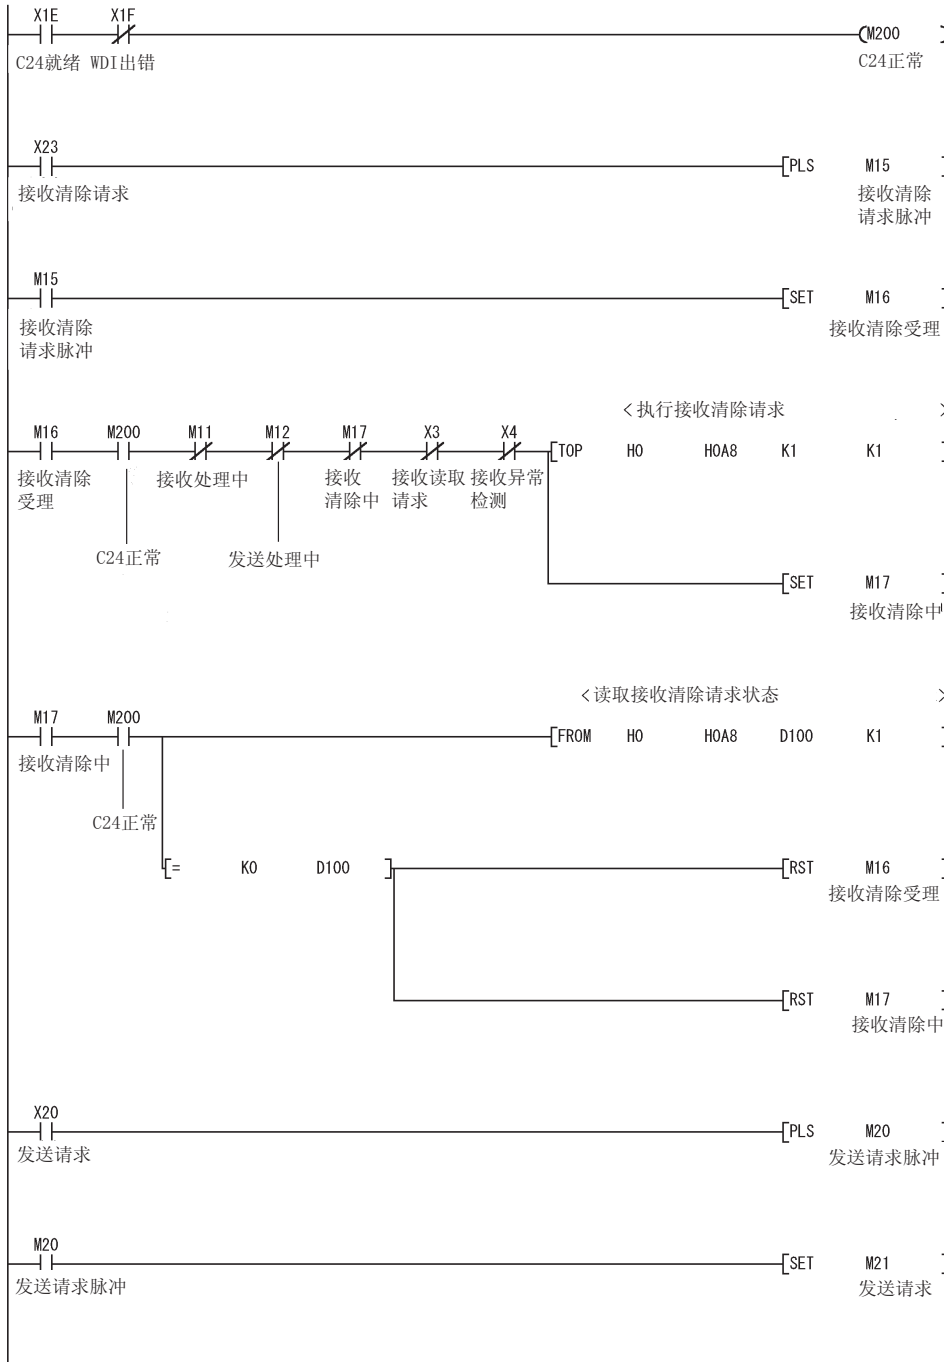 X1E X1F
(M200 )
C24就绪 WDI出错 C24正常
X23
[PLS M15 ]
接收清除请求 接收清除
请求脉冲
M15
[SET M16 ]
接收清除 接收清除受理
请求脉冲
<执行接收清除请求 >
M16 M200 M11 M12 M17 X3 X4
[TOP H0 H0A8 K1 K1 ]
接收清除 接收处理中 接收 接收读取 接收异常
受理 清除中 请求 检测
C24正常 发送处理中
[SET M17 ]
接收清除中
<读取接收清除请求状态 >
M17 M200
[FROM H0 H0A8 D100 K1 ]
接收清除中
C24正常
[= K0 D100 ] [RST M16 ]
接收清除受理
[RST M17 ]
接收清除中
X20
[PLS M20 ]
发送请求 发送请求脉冲
M20
[SET M21 ]
发送请求脉冲 发送请求